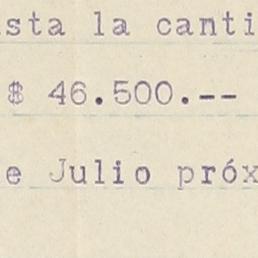 sta la canti
$ 46.500.--
e Julio próx